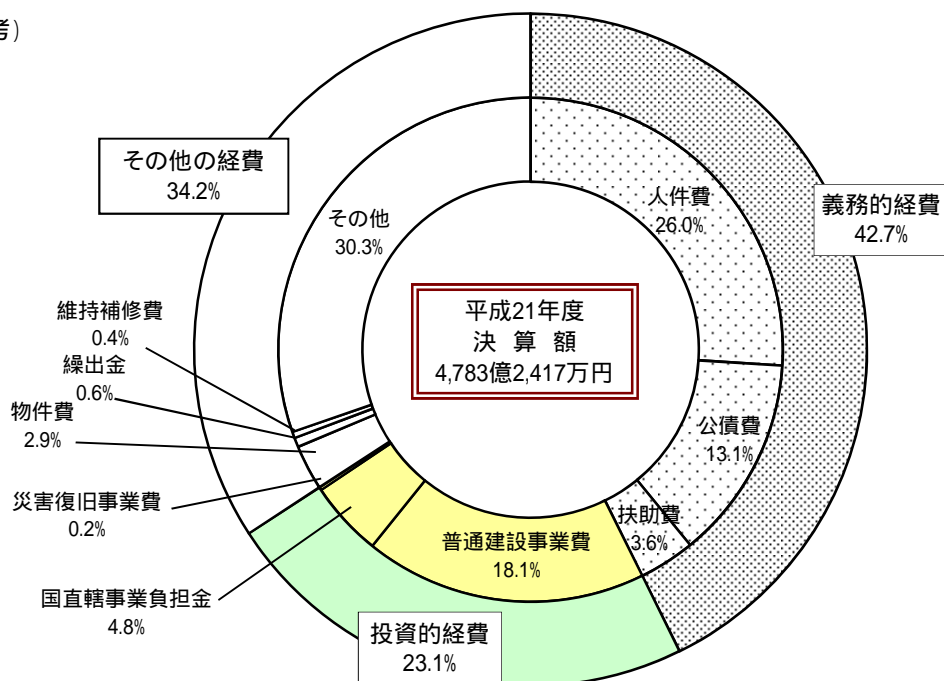 考)
その他の経費
34.2%
その他
30.3%
人件費
26.0%
義務的経費
42.7%
平成21年度
決 算 額
4,783億2,417万円
維持補修費
0.4%
繰出金
0.6%
物件費
2.9%
公債費
13.1%
災害復旧事業費
0.2%
扶助費
3.6%
普通建設事業費
18.1%
国直轄事業負担金
4.8%
投資的経費
23.1%